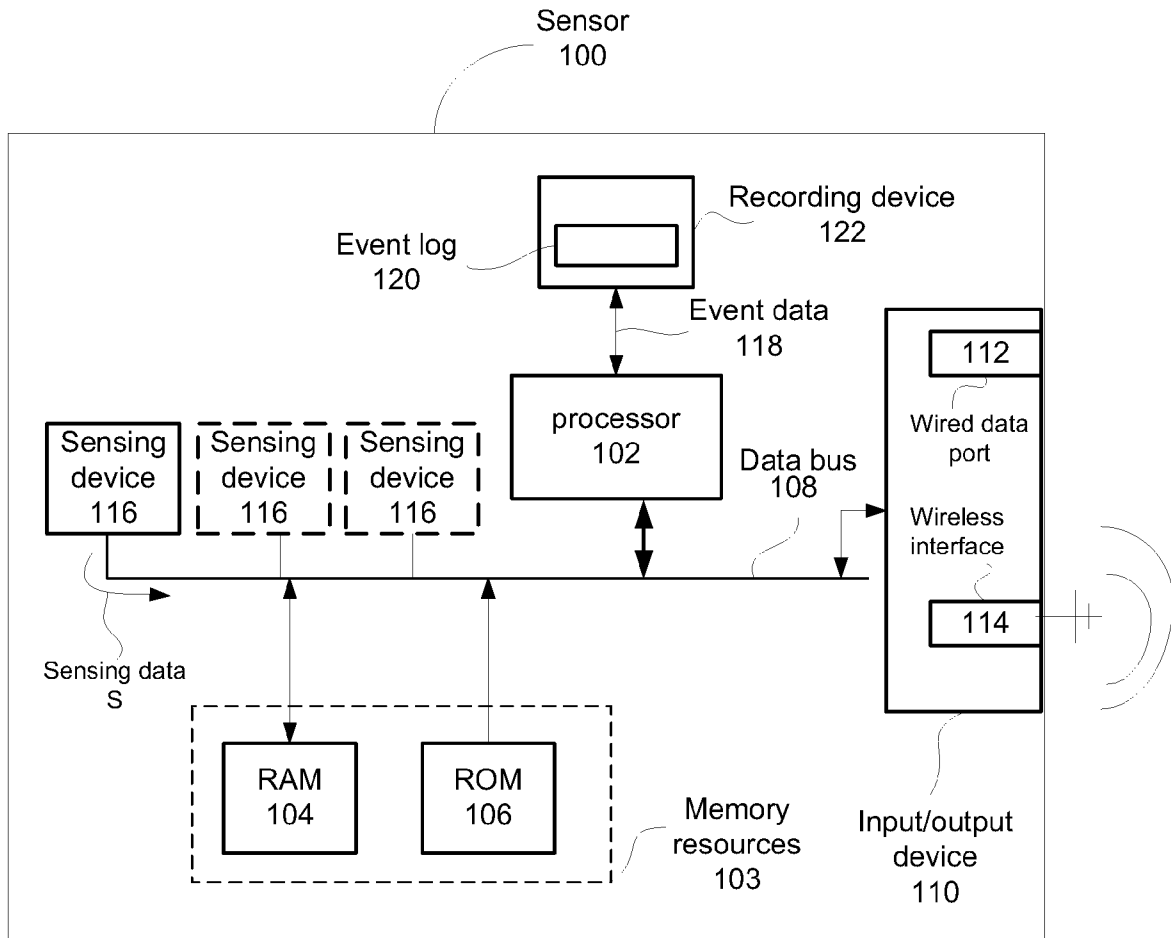 Sensor
100
Recording device
122
Event log
120
Event data
118
112
Wired data
port
processor
102
Sensing
device
116
Sensing
device
116
Sensing
device
116
Data bus
108
Wireless
interface
114
Sensing data
S
RAM
104
ROM
106
Memory
resources
103
Input/output
device
110